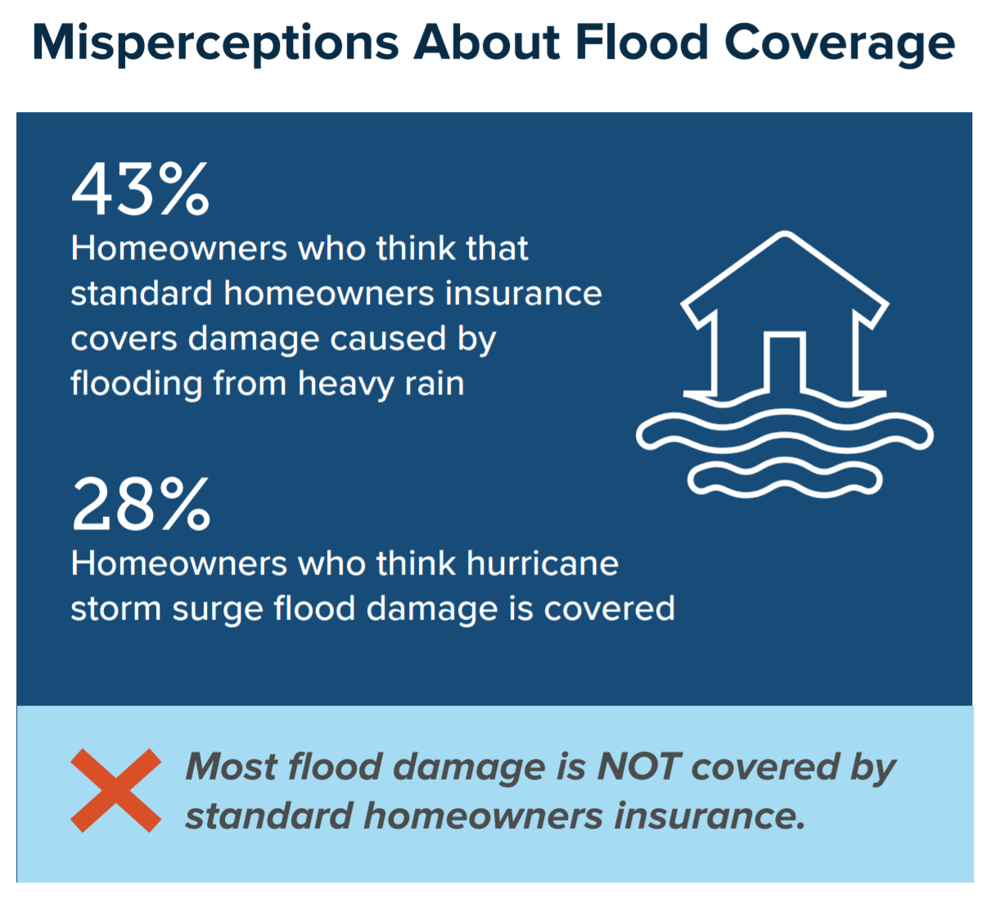 Misperceptions About Flood Coverage
43%
Homeowners who think that
standard homeowners insurance
covers damage caused by
flooding from heavy rain
28%
Homeowners who think hurricane
storm surge flood damage is covered
Most flood damage is NOT covered by
standard homeowners insurance.